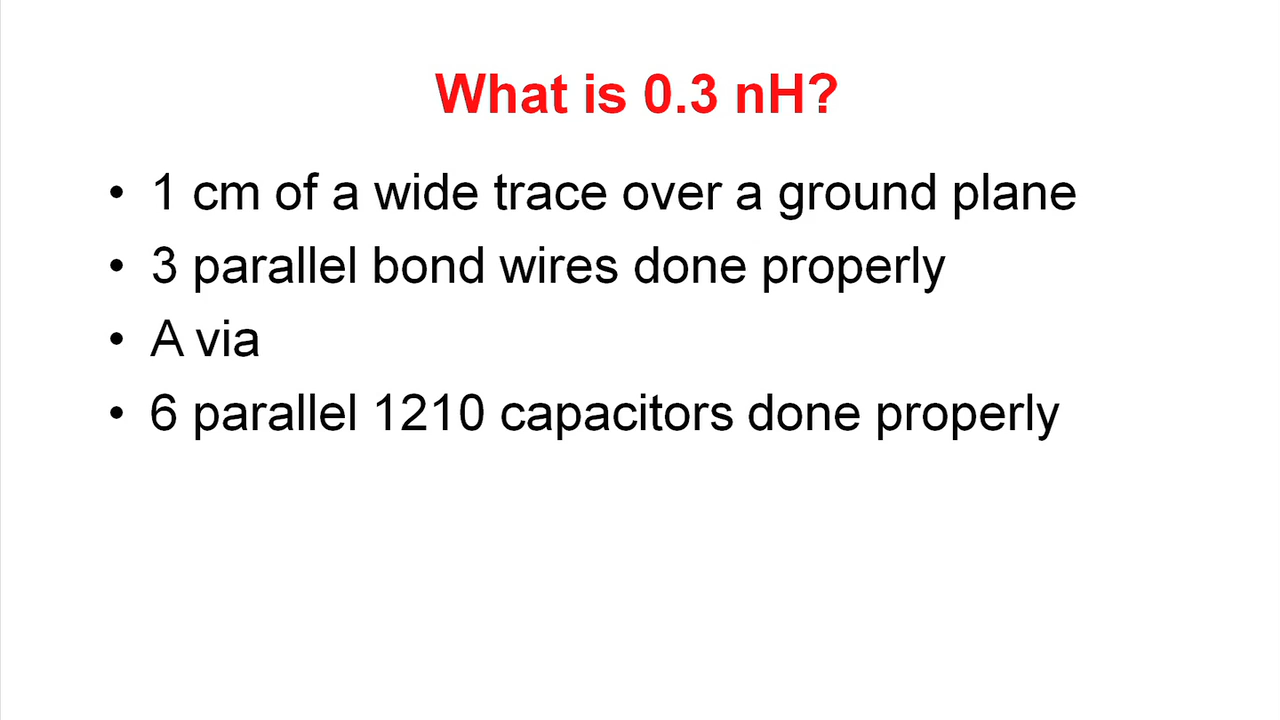 What is 0.3 nH?
• 1 cm of a wide trace over a ground plane
• 3 parallel bond wires done properly
• A via
• 6 parallel 1210 capacitors done properly